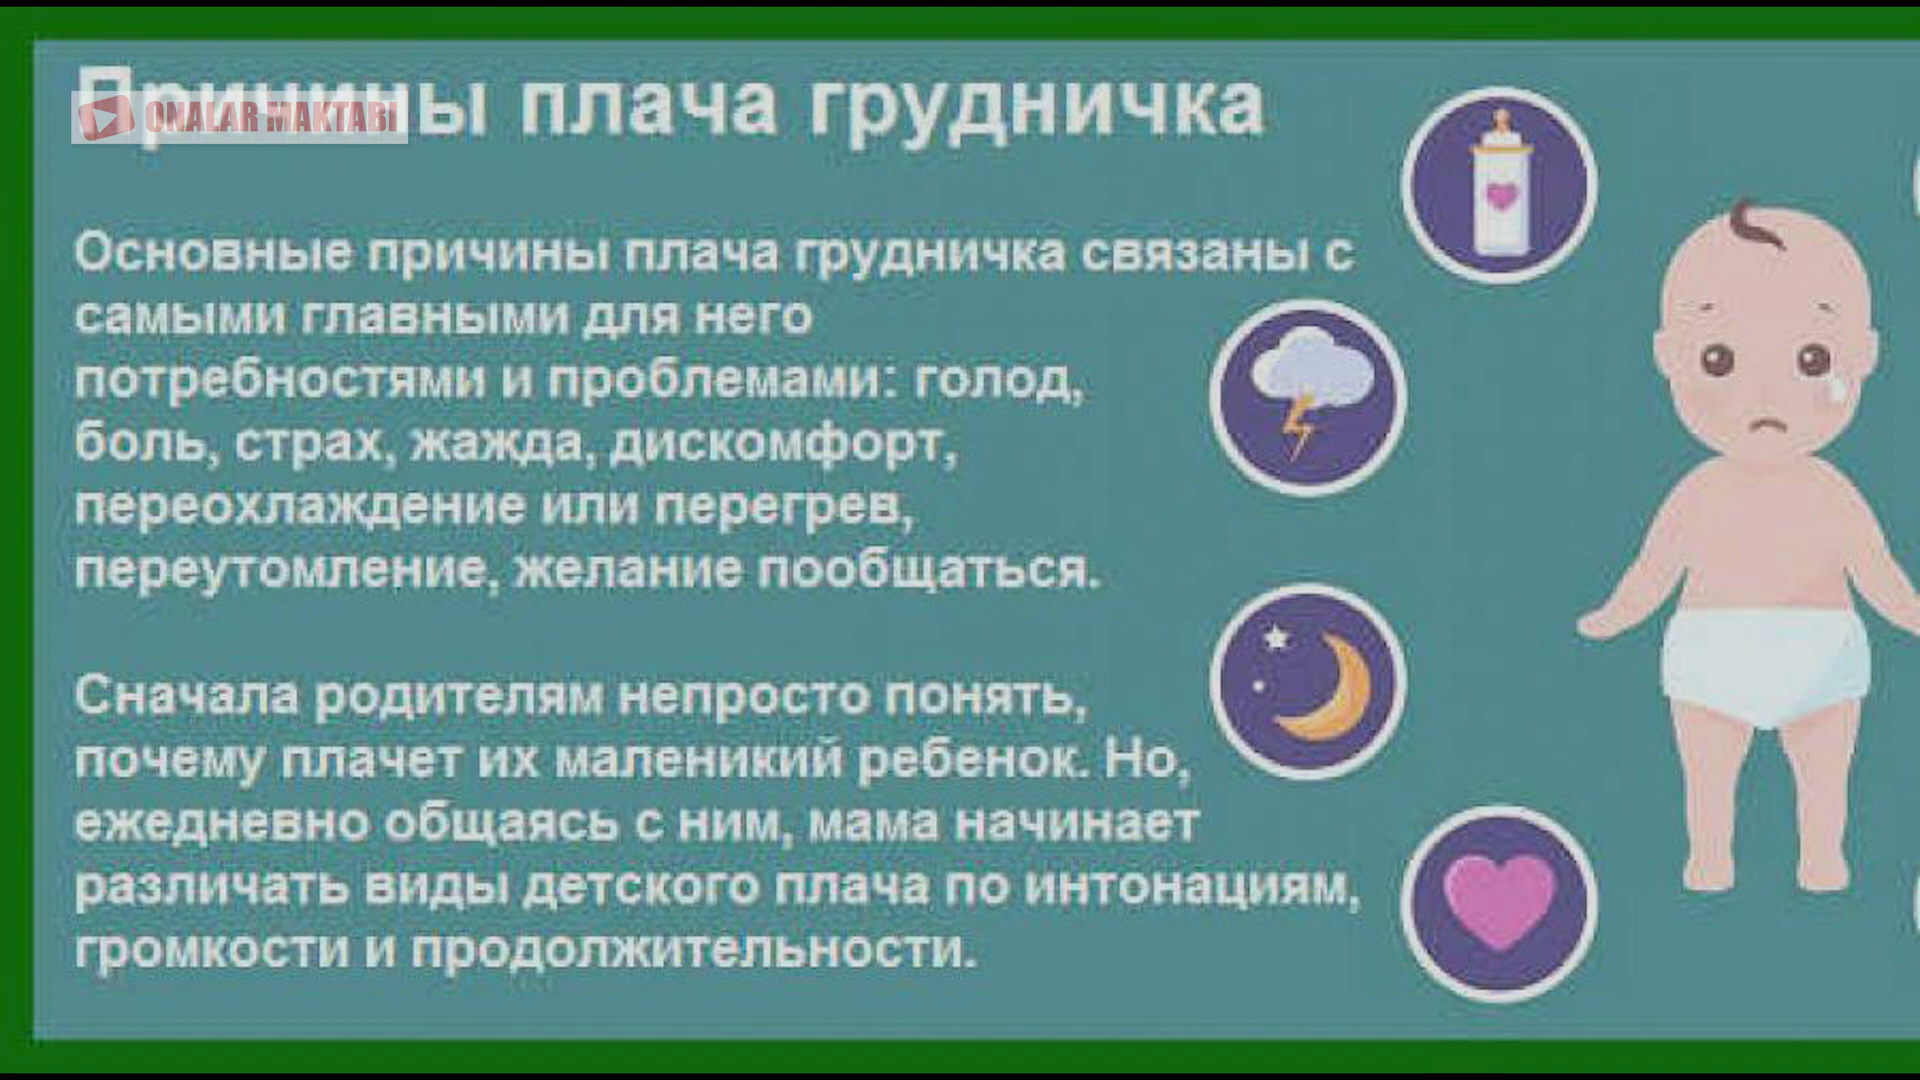 Причины плача грудничка
ONALAR MAKTABI
Основные причины плача грудничка связаны с
самыми главными для него
потребностями и проблемами: голод,
боль, страх, жажда, дискомфорт,
переохлаждение или перегрев,
переутомление, желание пообщаться.
Сначала родителям непросто понять,
почему плачет их маленикий ребенок. Но,
ежедневно общаясь с ним, мама начинает
различать виды детского плача по интонациям,
громкости и продолжительности.